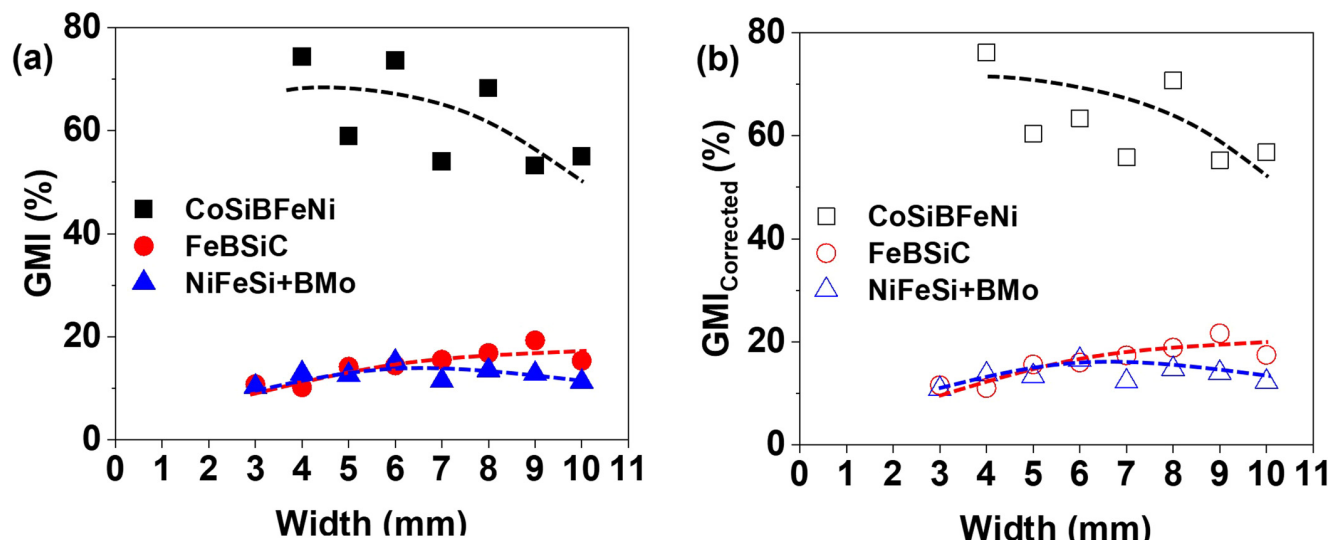 (a)
80
60
40
20
0
GMI (%)
CoSiBFeNi
FeBSiC
NiFeSi+BMo
0 1 2 3 4 5 6 7 8 9 10 11
Width (mm)
(b)
80
60
40
20
0
GMI_Corrected (%)
CoSiBFeNi
FeBSiC
NiFeSi+BMo
0 1 2 3 4 5 6 7 8 9 10 11
Width (mm)